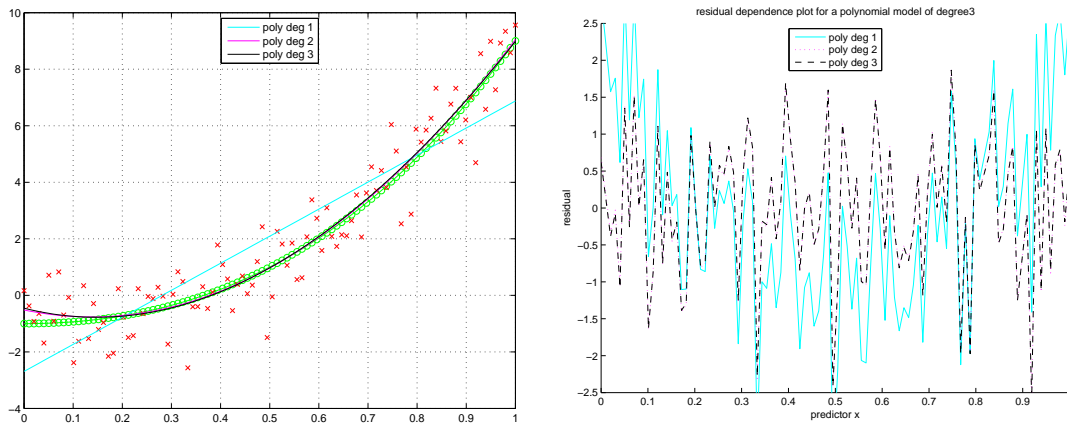 poly deg 1
poly deg 2
poly deg 3
10
8
6
4
2
0
−2
−4
0 0.1 0.2 0.3 0.4 0.5 0.6 0.7 0.8 0.9 1
residual dependence plot for a polynomial model of degree3
poly deg 1
poly deg 2
poly deg 3
2.5
2
1.5
1
0.5
0
−0.5
−1
−1.5
−2
−2.5
residual
0 0.1 0.2 0.3 0.4 0.5 0.6 0.7 0.8 0.9
predictor x